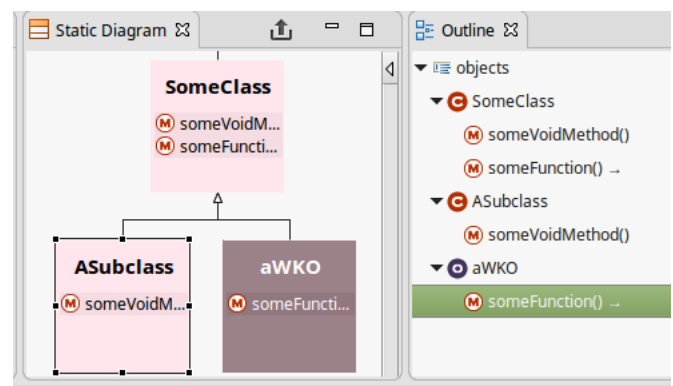 Static Diagram
SomeClass
M someVoidM...
M someFuncti...
ASubclass
M someVoidM...
aWKO
M someFuncti...
Outline
objects
C SomeClass
M someVoidMethod()
M someFunction() →
C ASubclass
M someVoidMethod()
O aWKO
M someFunction() →